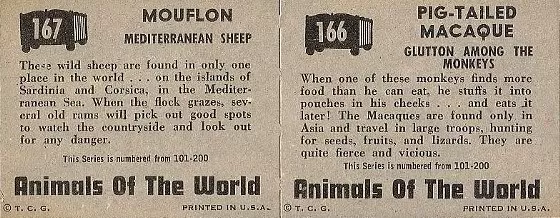 167
MOUFLON
MEDITERRANEAN SHEEP
These wild sheep are found in only one
place in the world . . . on the islands of
Sardinia and Corsica, in the Mediter-
ranean Sea. When the flock grazes, sev-
eral old rams will pick out good spots
to watch the countryside and look out
for any danger.
This Series is numbered from 101-200
Animals Of The World
© T. C. G.
PRINTED IN U.S.A.
166
PIG-TAILED
MACAQUE
GLUTTON AMONG THE
MONKEYS
When one of these monkeys finds more
food than he can eat, he stuffs it into
pouches in his cheeks . . . and eats it
later! The Macaques are found only in
Asia and travel in large troops, hunting
for seeds, fruits, and lizards. They are
quite fierce and vicious.
This Series is numbered from 101-200
Animals Of The World
© T. C. G.
PRINTED IN U.S.A.